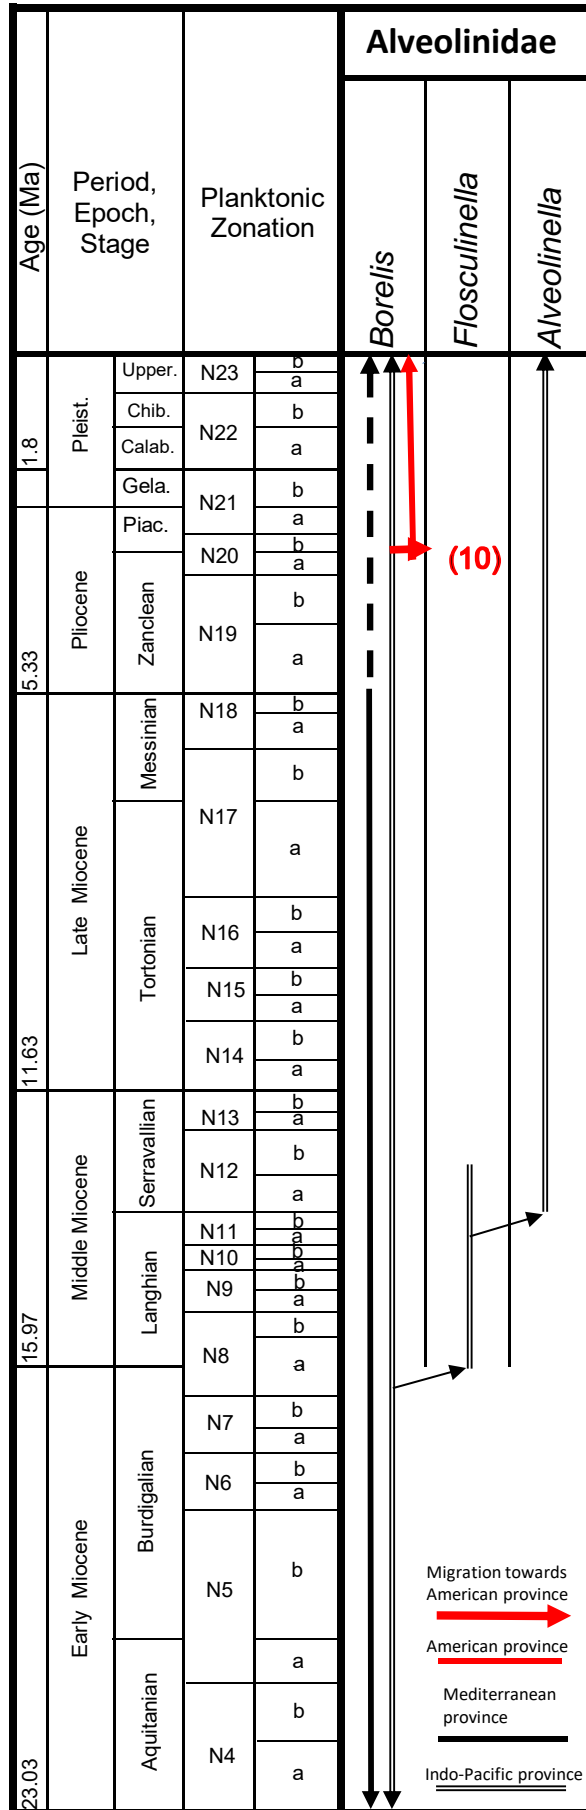 Alveolinidae
Age (Ma)
Period,
Epoch,
Stage
Planktonic
Zonation
Borelis
Flosculinella
Alveolinella
1.8
5.33
11.63
15.97
23.03
Pleist.
Pliocene
Late Miocene
Middle Miocene
Early Miocene
Upper.
Chib.
Calab.
Gela.
Piac.
Zanclean
Messinian
Tortonian
Serravallian
Langhian
Burdigalian
Aquitanian
N23
b
a
N22
b
a
N21
b
a
N20
b
a
N19
b
a
N18
b
a
N17
b
a
N16
b
a
N15
b
a
N14
b
a
N13
b
a
N12
b
a
N11
b
a
N10
b
a
N9
b
a
N8
b
a
N7
b
a
N6
b
a
N5
b
a
N4
b
a
(10)
Migration towards
American province
American province
Mediterranean
province
Indo-Pacific province